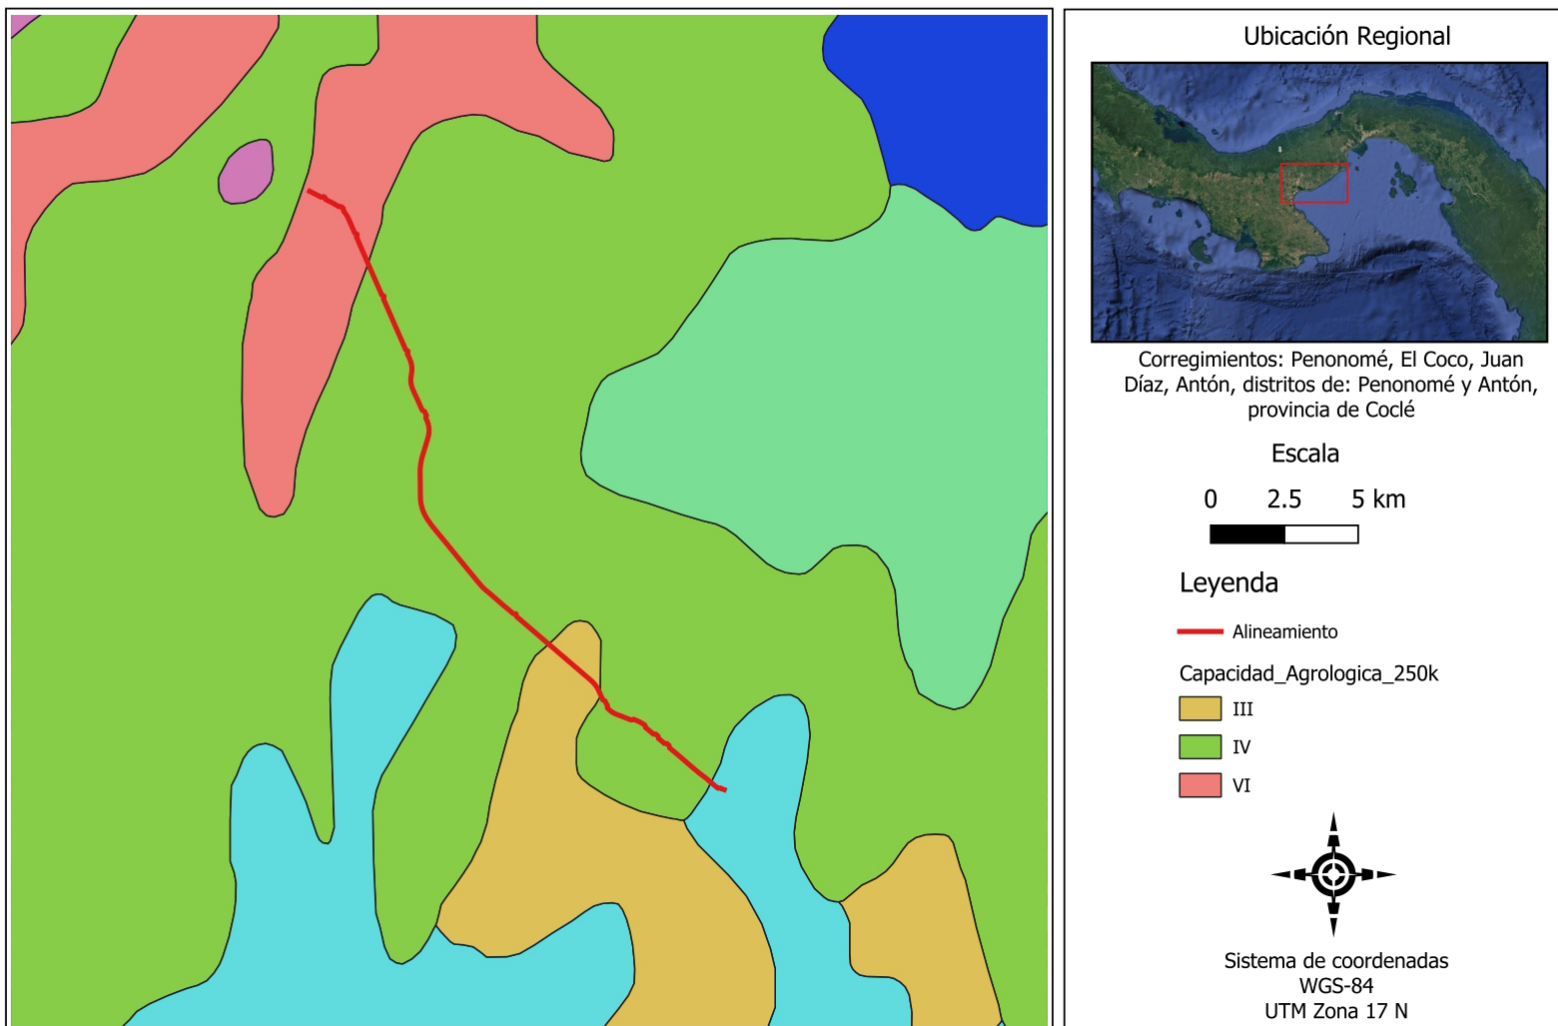 Ubicación Regional
Corregimientos: Penonomé, El Coco, Juan
Díaz, Antón, distritos de: Penonomé y Antón,
provincia de Coclé
Escala
0 2.5 5 km
Leyenda
Alineamiento
Capacidad_Agrologica_250k
III
IV
VI
Sistema de coordenadas
WGS-84
UTM Zona 17 N